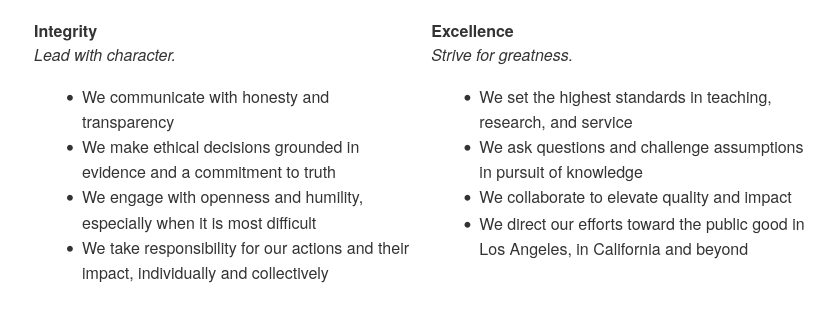 Integrity
Lead with character.
• We communicate with honesty and
transparency
• We make ethical decisions grounded in
evidence and a commitment to truth
• We engage with openness and humility,
especially when it is most difficult
• We take responsibility for our actions and their
impact, individually and collectively
Excellence
Strive for greatness.
• We set the highest standards in teaching,
research, and service
• We ask questions and challenge assumptions
in pursuit of knowledge
• We collaborate to elevate quality and impact
• We direct our efforts toward the public good in
Los Angeles, in California and beyond